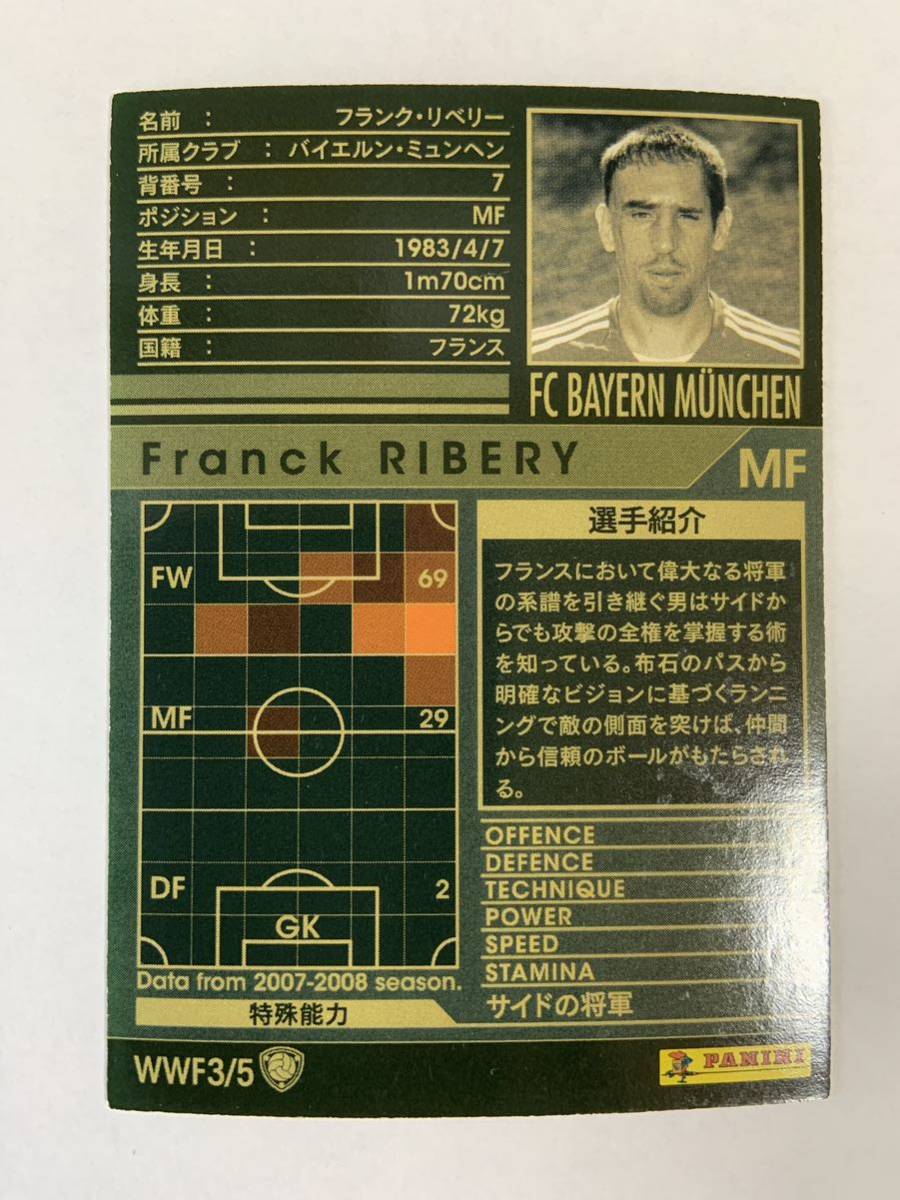 名前 : フランク・リベリー
所属クラブ : バイエルン・ミュンヘン
背番号 : 7
ポジション : MF
生年月日 : 1983/4/7
身長 : 1m70cm
体重 : 72kg
国籍 : フランス
FC BAYERN MÜNCHEN
Franck RIBERY
MF
FW 69
MF 29
DF 2
GK
Data from 2007-2008 season.
選手紹介
フランスにおいて偉大なる将軍
の系譜を引き継ぐ男はサイドか
らでも攻撃の全権を掌握する術
を知っている。布石のパスから
明確なビジョンに基づくランニ
ングで敵の側面を突けば、仲間
から信頼のボールがもたらされ
る。
OFFENCE
DEFENCE
TECHNIQUE
POWER
SPEED
STAMINA
特殊能力
サイドの将軍
WWF3/5
PANINI